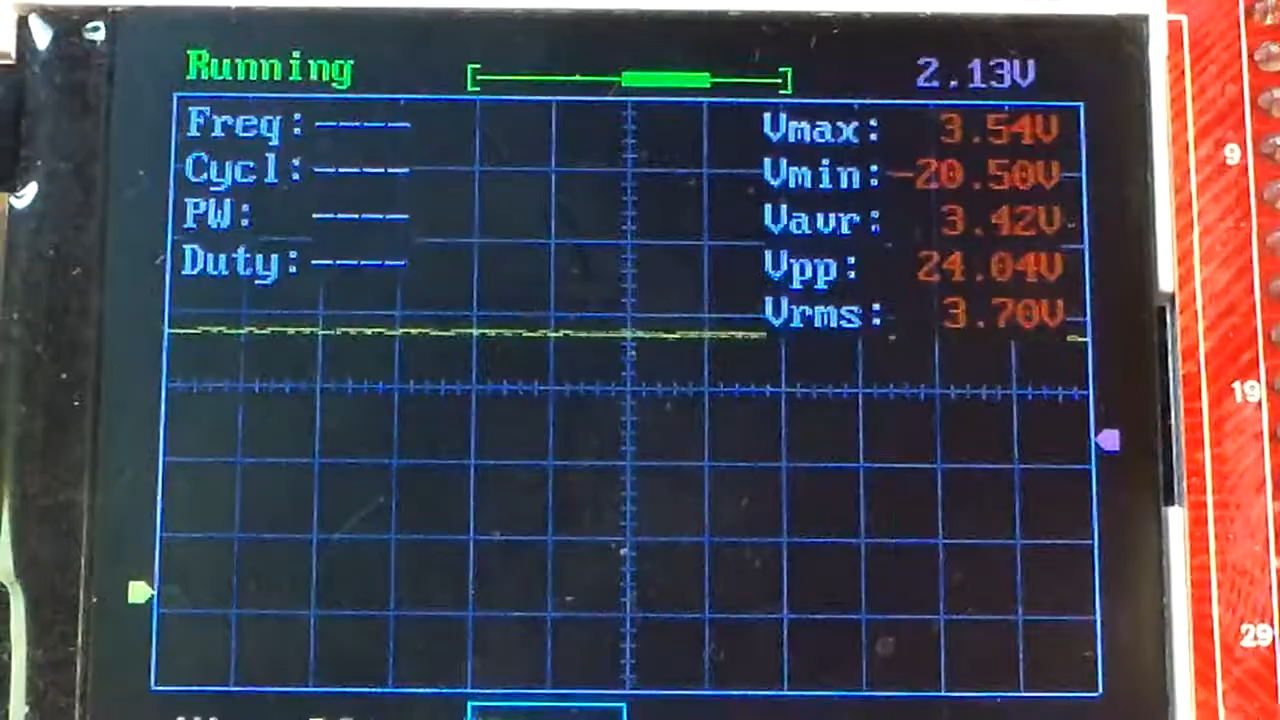 Running 2.13V
Freq:---- Vmax: 3.54V
Cycl:---- Vmin:-20.50V
PW: ---- Vavr: 3.42V
Duty:---- Vpp: 24.04V
Vrms: 3.70V
9
19
29